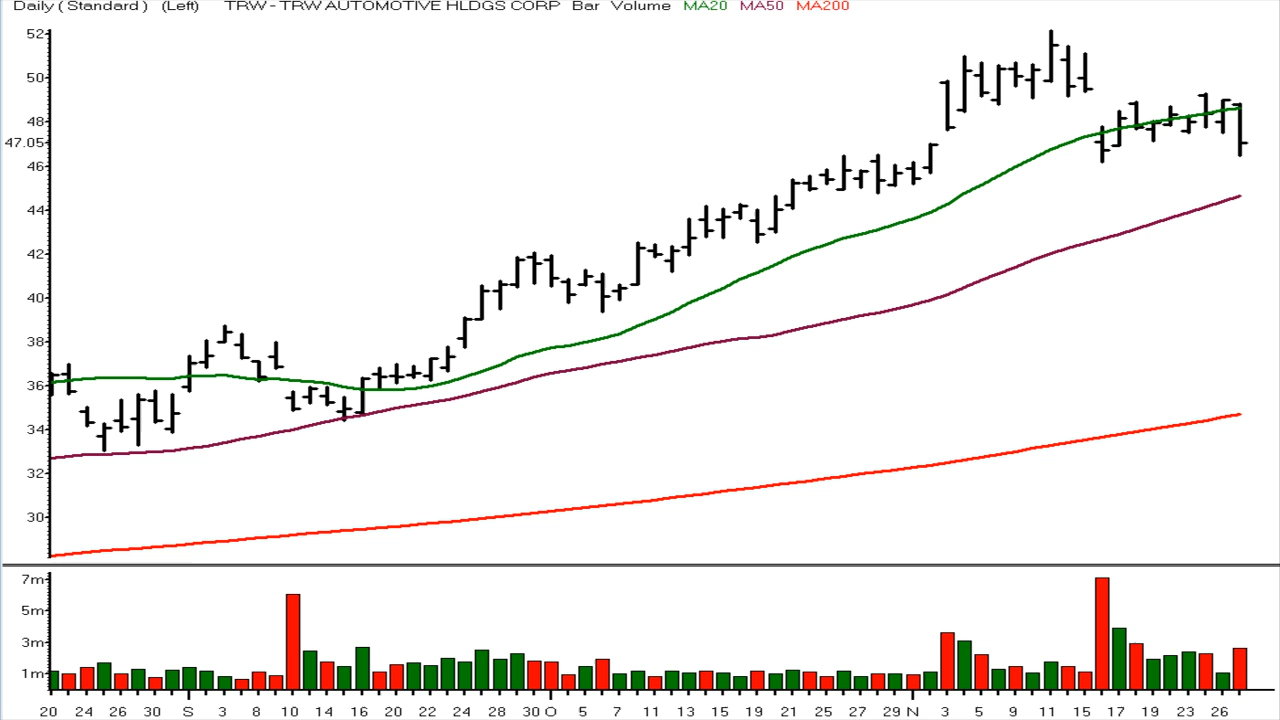 Daily ( Standard ) (Left) TRW - TRW AUTOMOTIVE HLDGS CORP Bar Volume MA20 MA50 MA200
52
50
48
47.05
46
44
42
40
38
36
34
32
30
7m
5m
3m
1m
20 24 26 30 S 3 8 10 14 16 20 22 24 28 30 O 5 7 11 13 15 19 21 25 27 29 N 3 5 9 11 15 17 19 23 26